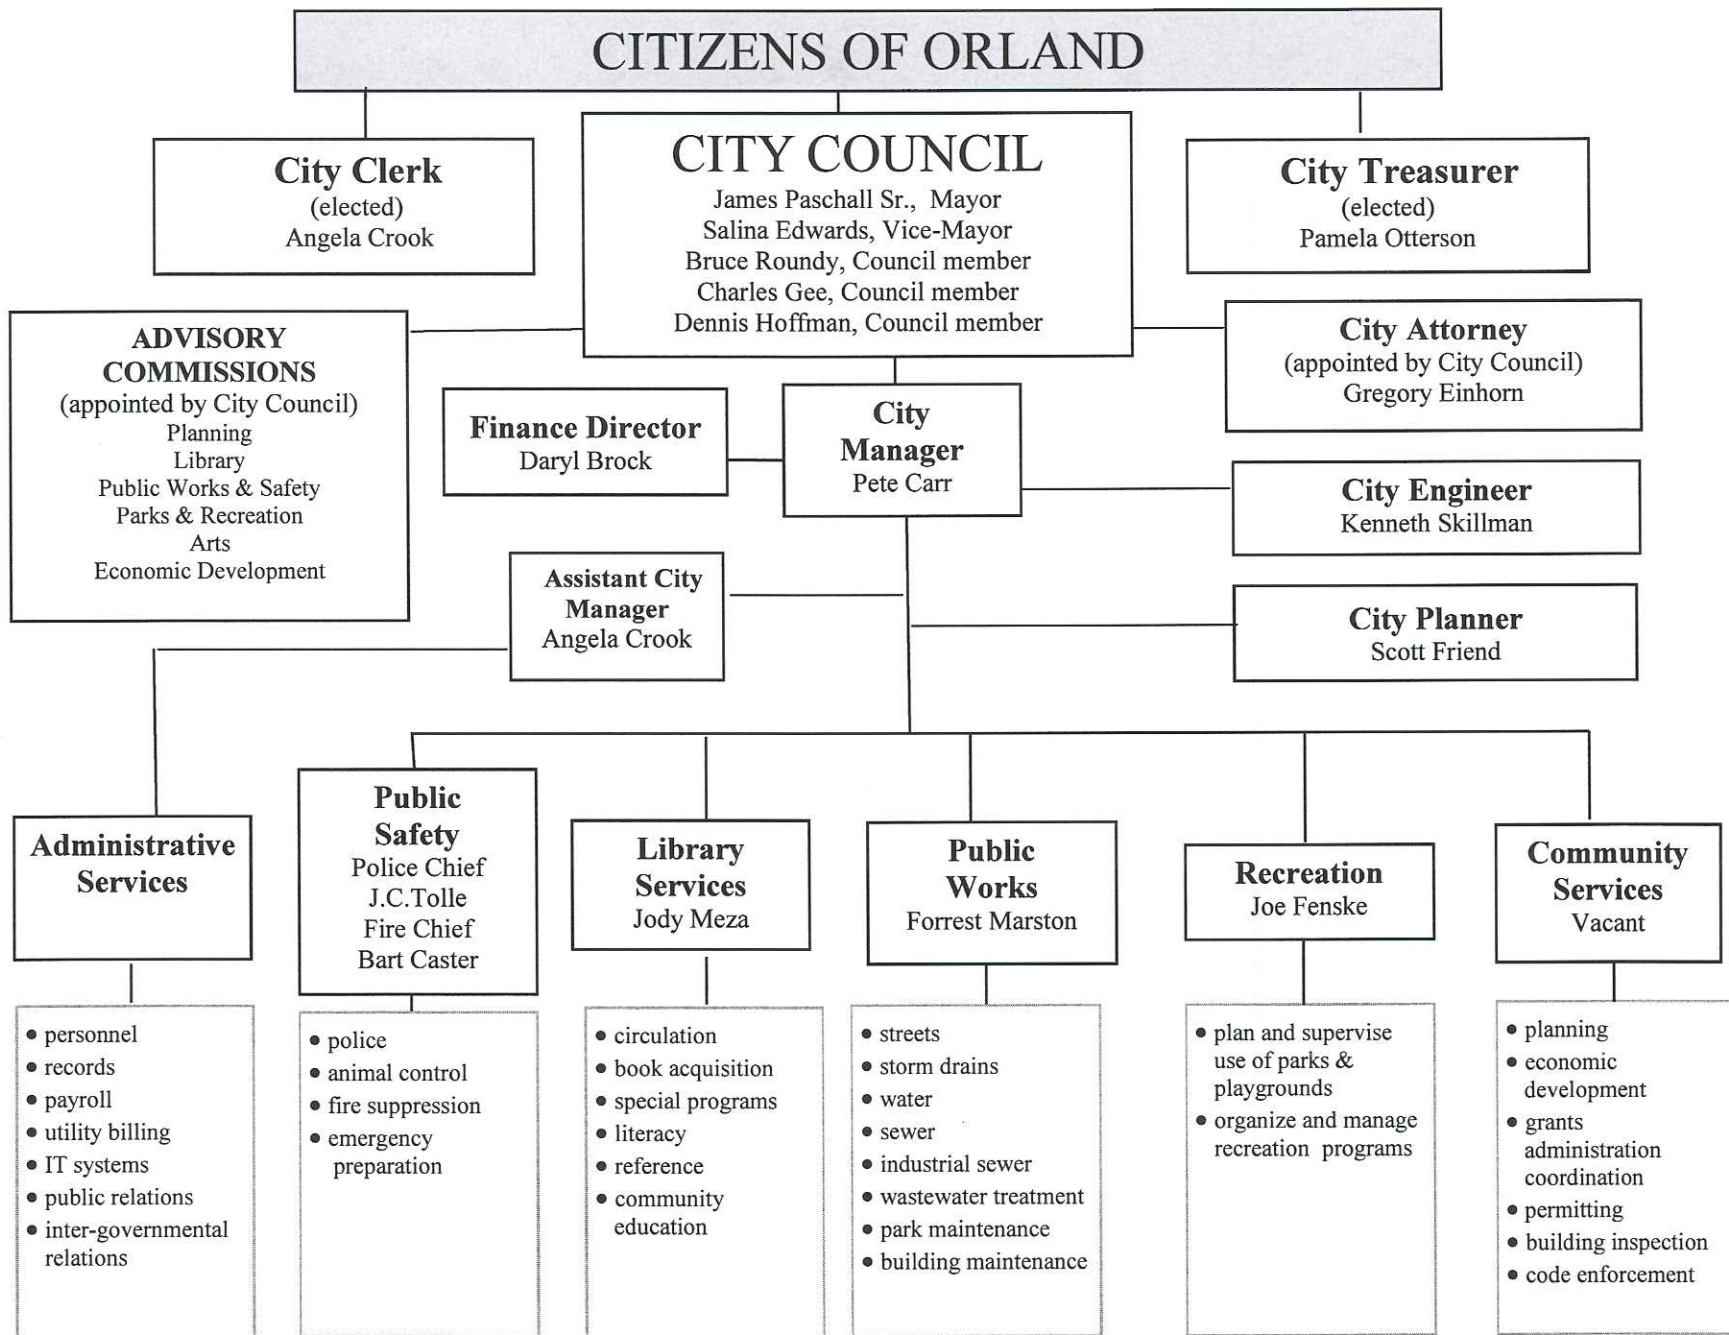 CITIZENS OF ORLAND
City Clerk
(elected)
Angela Crook
CITY COUNCIL
James Paschall Sr.,  Mayor
Salina Edwards, Vice-Mayor
Bruce Roundy, Council member
Charles Gee, Council member
Dennis Hoffman, Council member
City Treasurer
(elected)
Pamela Otterson
ADVISORY
COMMISSIONS
(appointed by City Council)
Planning
Library
Public Works & Safety
Parks & Recreation
Arts
Economic Development
City Attorney
(appointed by City Council)
Gregory Einhorn
Finance Director
Daryl Brock
City
Manager
Pete Carr
City Engineer
Kenneth Skillman
Assistant City
Manager
Angela Crook
City Planner
Scott Friend
Administrative
Services
Public
Safety
Police Chief
J.C.Tolle
Fire Chief
Bart Caster
Library
Services
Jody Meza
Public
Works
Forrest Marston
Recreation
Joe Fenske
Community
Services
Vacant
• personnel
• records
• payroll
• utility billing
• IT systems
• public relations
• inter-governmental
relations
• police
• animal control
• fire suppression
• emergency
preparation
• circulation
• book acquisition
• special programs
• literacy
• reference
• community
education
• streets
• storm drains
• water
• sewer
• industrial sewer
• wastewater treatment
• park maintenance
• building maintenance
• plan and supervise
use of parks &
playgrounds
• organize and manage
recreation  programs
• planning
• economic
development
• grants
administration
coordination
• permitting
• building inspection
• code enforcement